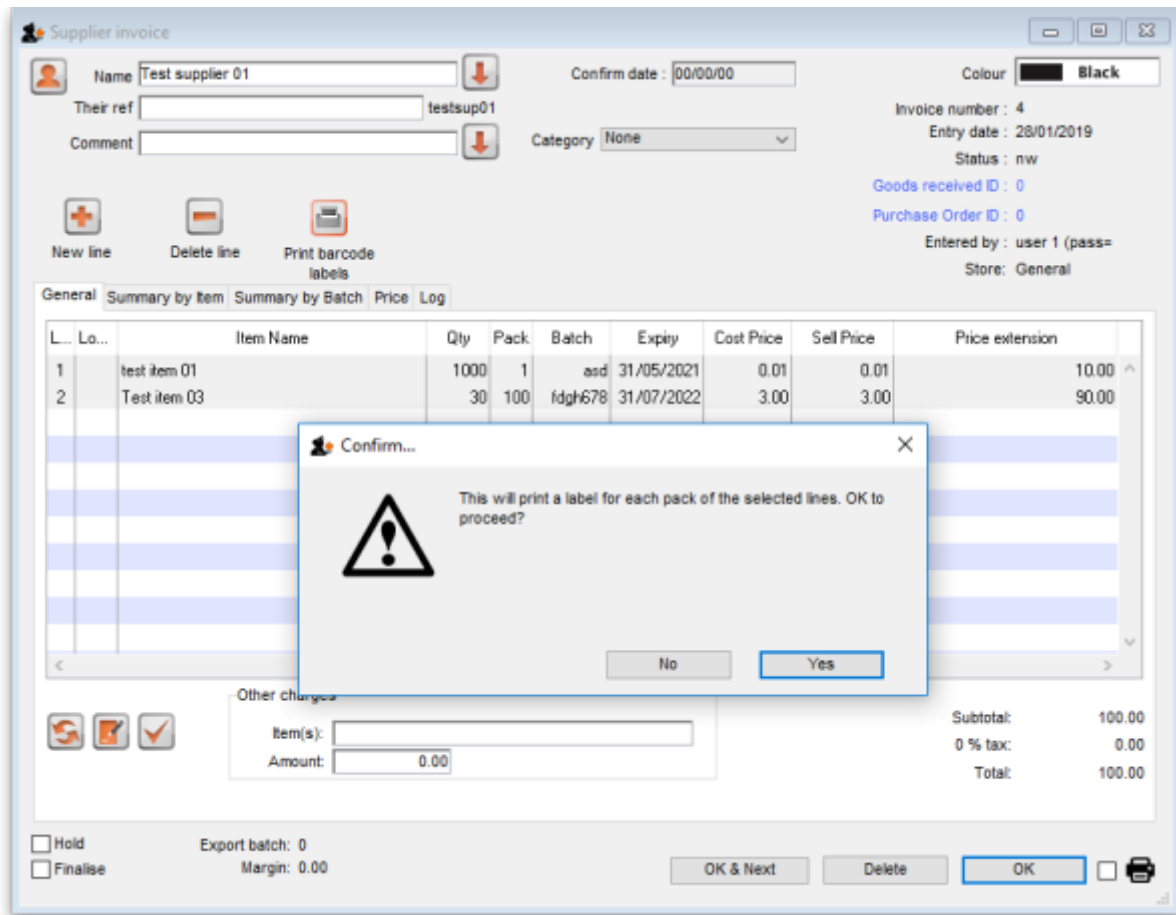 Supplier invoice
Name Test supplier 01 Confirm date : 00/00/00 Colour Black
Their ref testsup01 Invoice number : 4
Comment Category None Entry date : 28/01/2019
Status : nw
Goods received ID : 0
Purchase Order ID : 0
Entered by : user 1 (pass=
Store: General
New line Delete line Print barcode
labels
General Summary by Item Summary by Batch Price Log
L... Lo... Item Name Qty Pack Batch Expiry Cost Price Sell Price Price extension
1 test item 01 1000 1 asd 31/05/2021 0.01 0.01 10.00
2 Test item 03 30 100 fdgh678 31/07/2022 3.00 3.00 90.00
Confirm...
This will print a label for each pack of the selected lines. OK to
proceed?
No Yes
Other charges
Item(s):
Amount: 0.00
Subtotal: 100.00
0 % tax: 0.00
Total: 100.00
Hold Export batch: 0
Finalise Margin: 0.00
OK & Next Delete OK